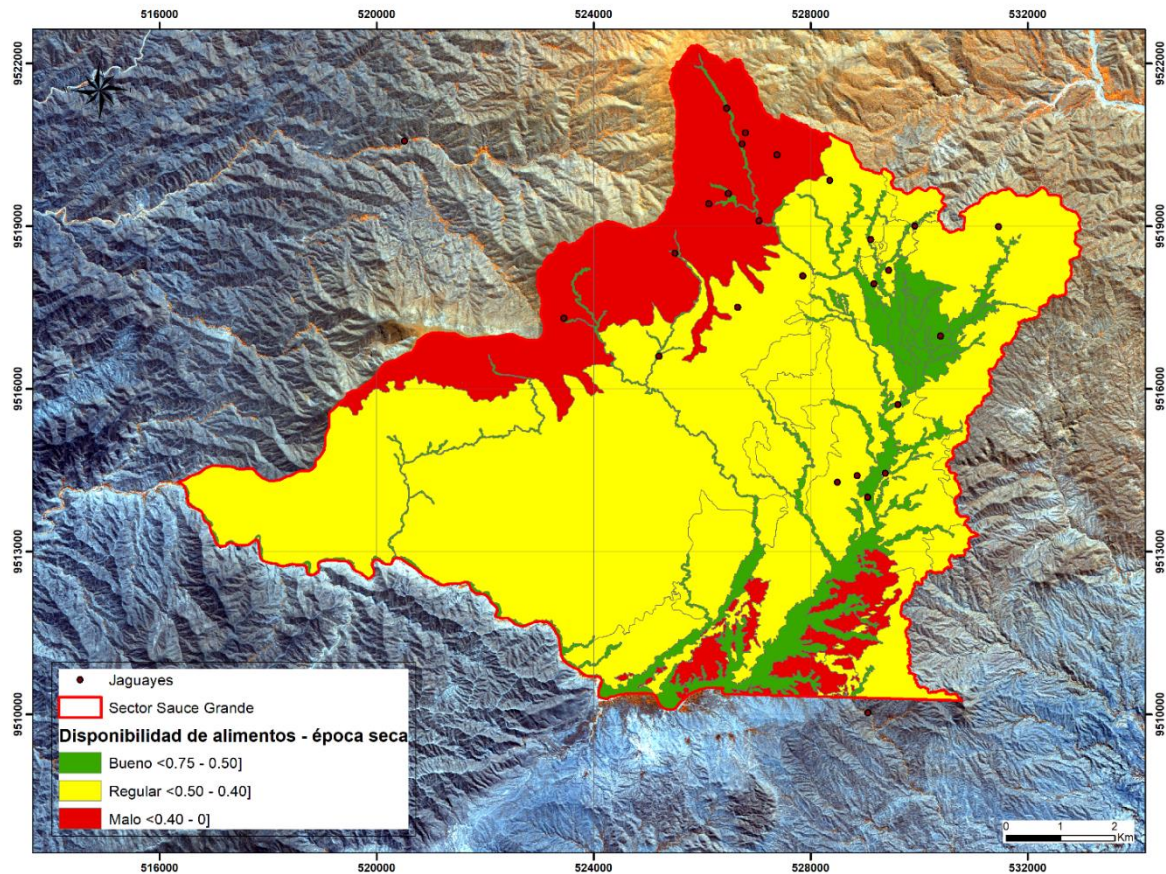 516000 520000 524000 528000 532000
9522000 9522000
9519000 9519000
9516000 9516000
9513000 9513000
9510000 9510000
Jaguayes
Sector Sauce Grande
Disponibilidad de alimentos - época seca
Bueno <0.75 - 0.50]
Regular <0.50 - 0.40]
Malo <0.40 - 0]
0 1 2
Km
516000 520000 524000 528000 532000